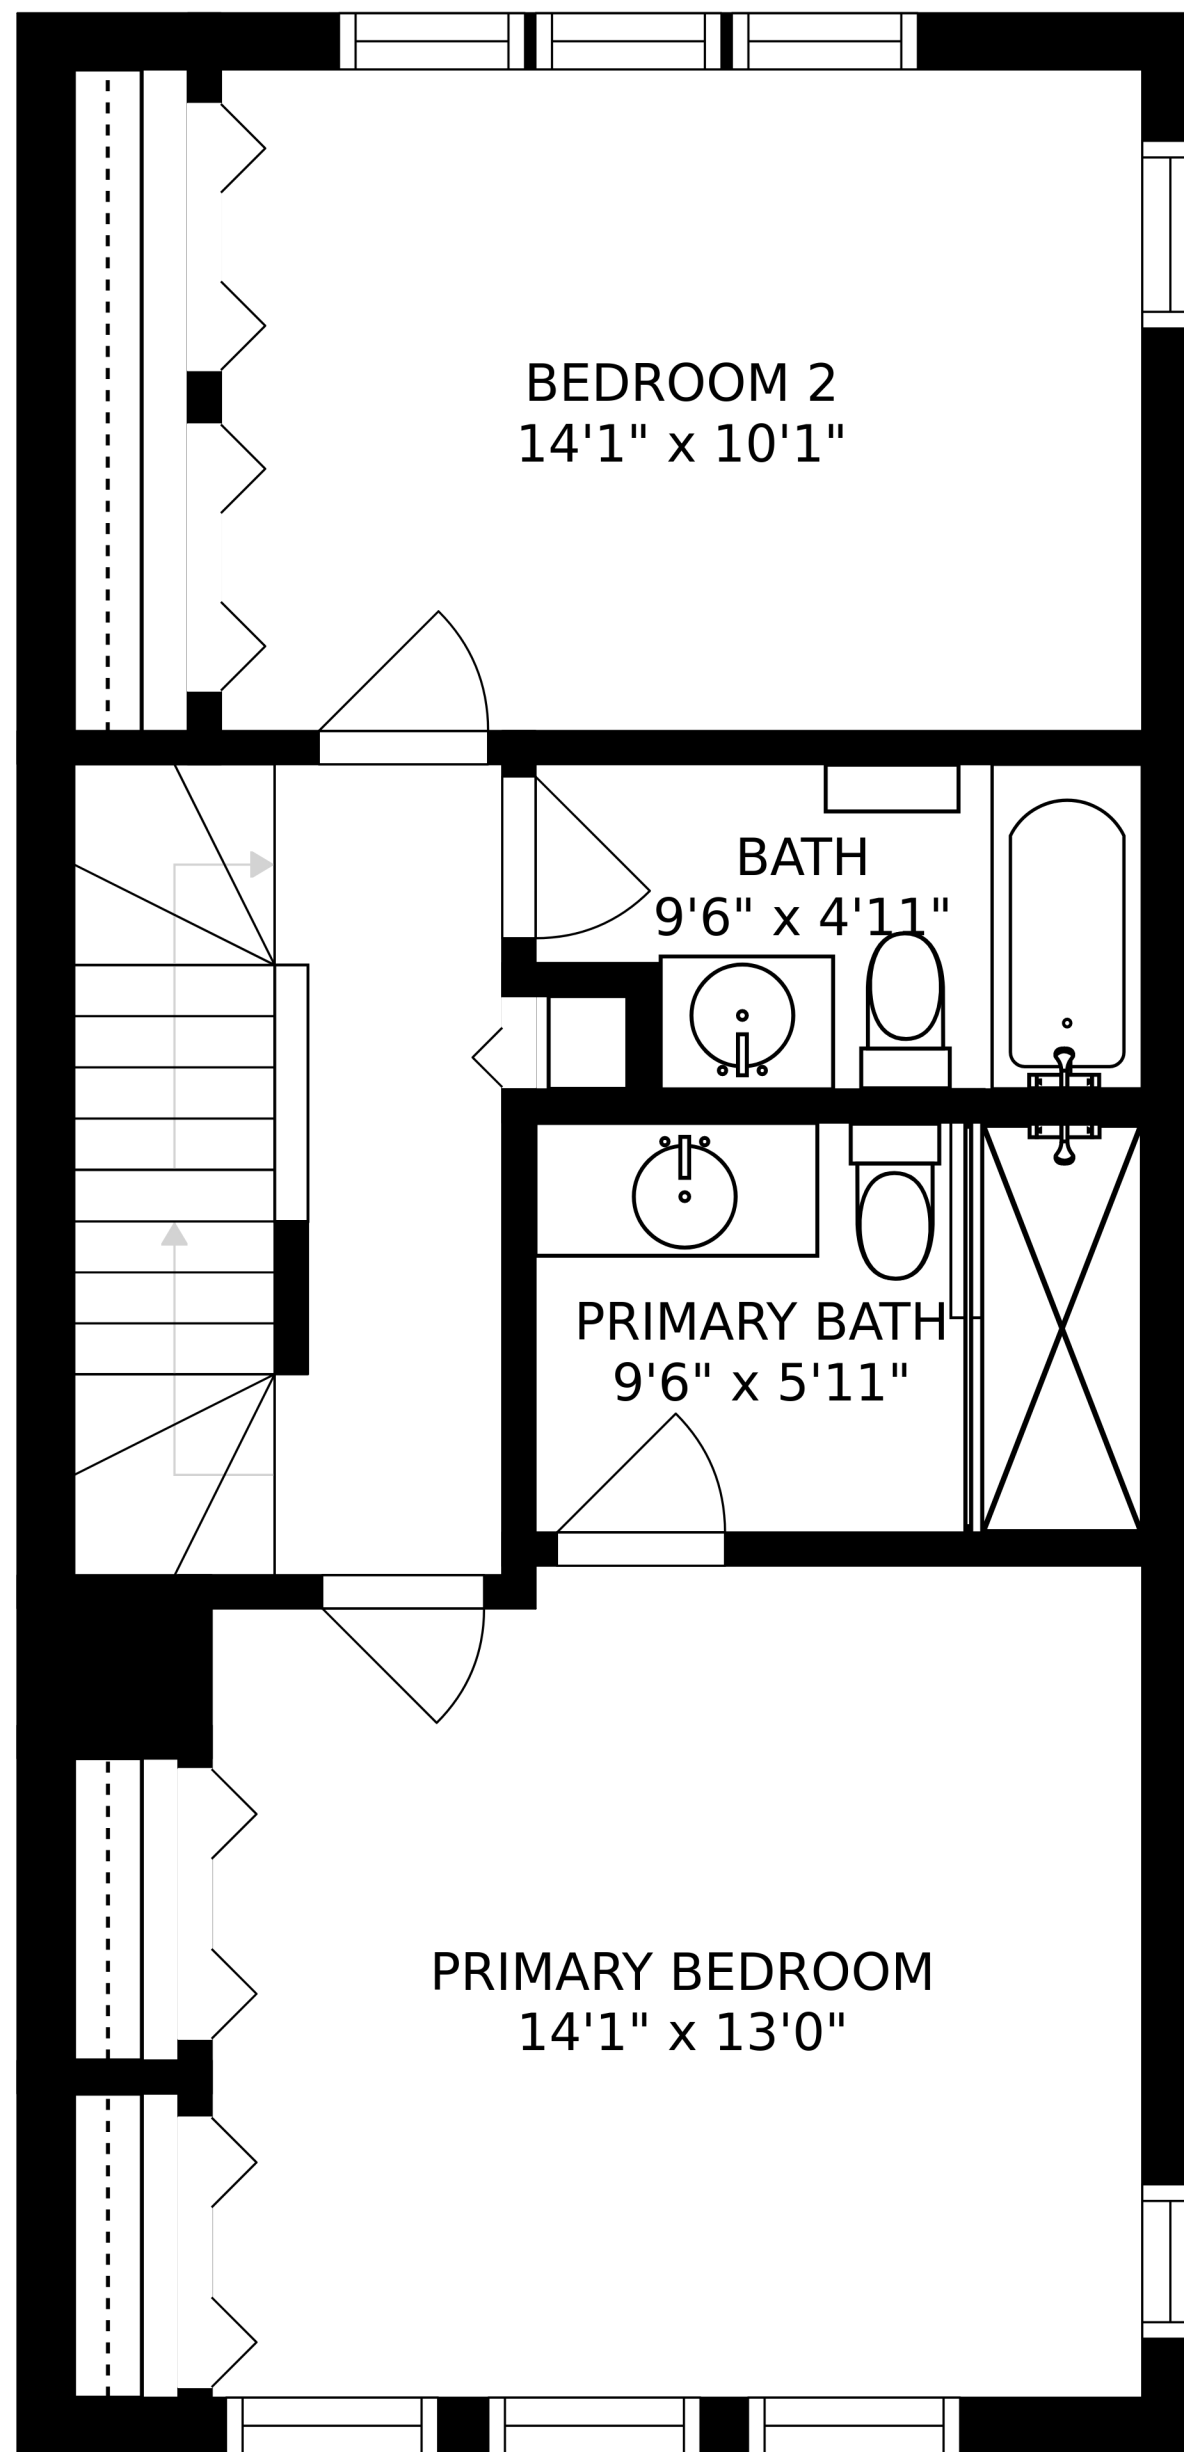 BEDROOM 2
14'1" x 10'1"
BATH
9'6" x 4'11"
PRIMARY BATH
9'6" x 5'11"
PRIMARY BEDROOM
14'1" x 13'0"